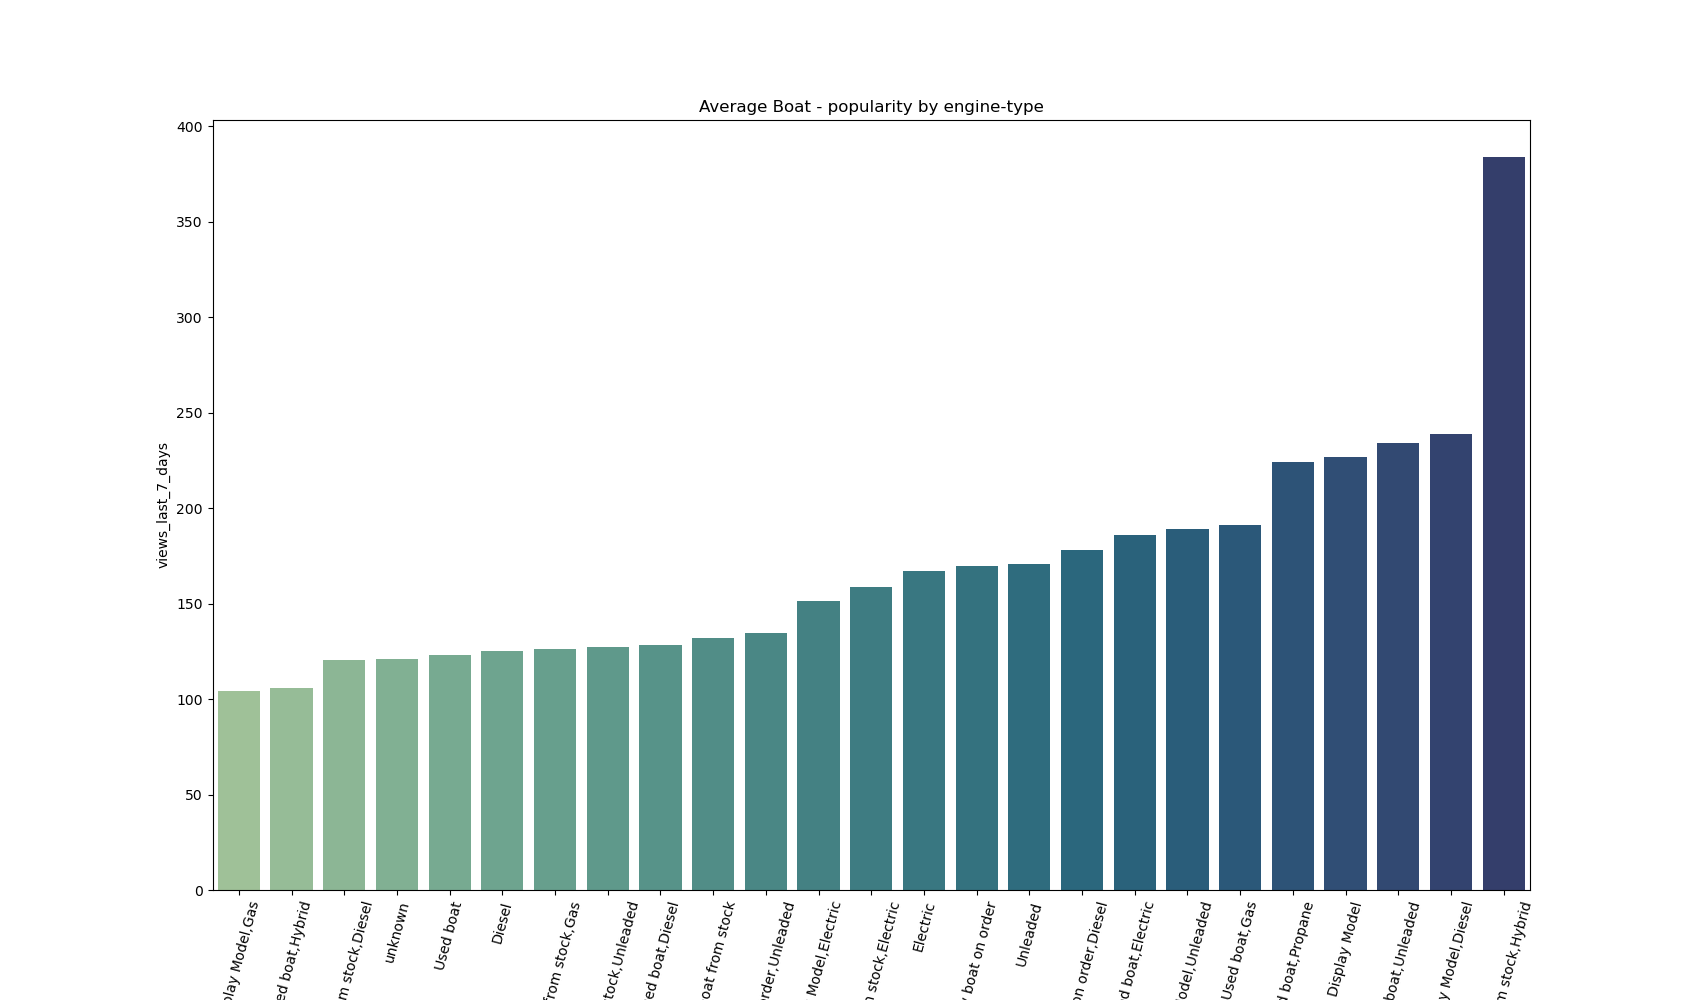 Average Boat - popularity by engine-type
400
350
300
250
200
150
100
50
0
views_last_7_days
Model,Gas
boat,Hybrid
stock,Diesel
unknown
Used boat
Diesel
from stock,Gas
stock,Unleaded
boat,Diesel
from stock
order,Unleaded
Model,Electric
stock,Electric
Electric
boat on order
Unleaded
on order,Diesel
boat,Electric
Model,Unleaded
Used boat,Gas
boat,Propane
Display Model
boat,Unleaded
Model,Diesel
stock,Hybrid